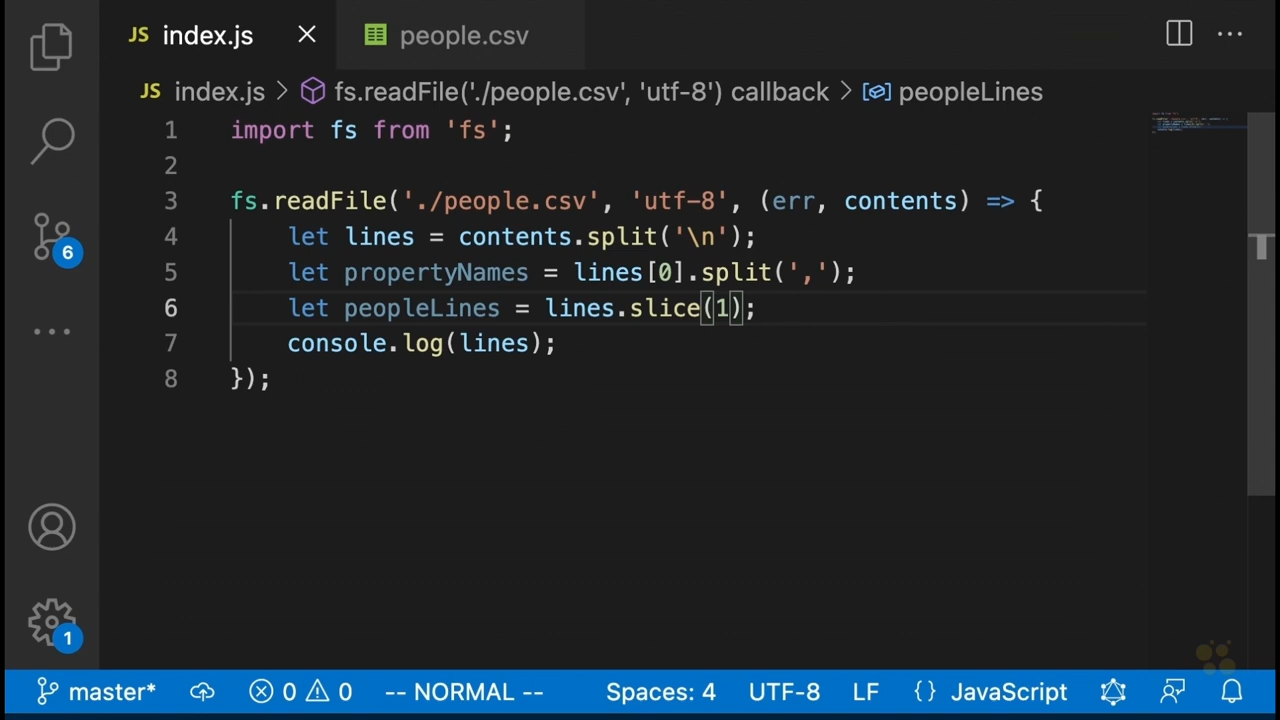 JS index.js
people.csv
JS index.js > fs.readFile('./people.csv', 'utf-8') callback > peopleLines
1 import fs from 'fs';
2
3 fs.readFile('./people.csv', 'utf-8', (err, contents) => {
4 let lines = contents.split('\n');
5 let propertyNames = lines[0].split(',');
6 let peopleLines = lines.slice(1);
7 console.log(lines);
8 });
6
1
master* 0 0 -- NORMAL -- Spaces: 4 UTF-8 LF {} JavaScript